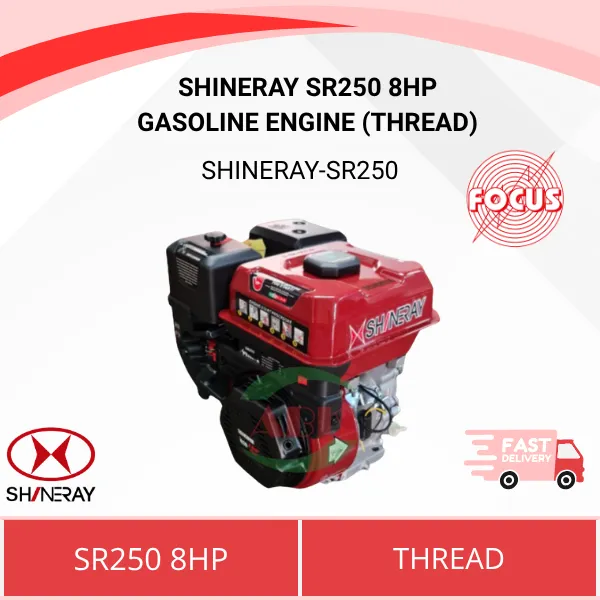 SHINERAY SR250 8HP
GASOLINE ENGINE (THREAD)
SHINERAY-SR250
FOCUS
SHINERAY
SHINERAY
FAST
DELIVERY
SR250 8HP
THREAD